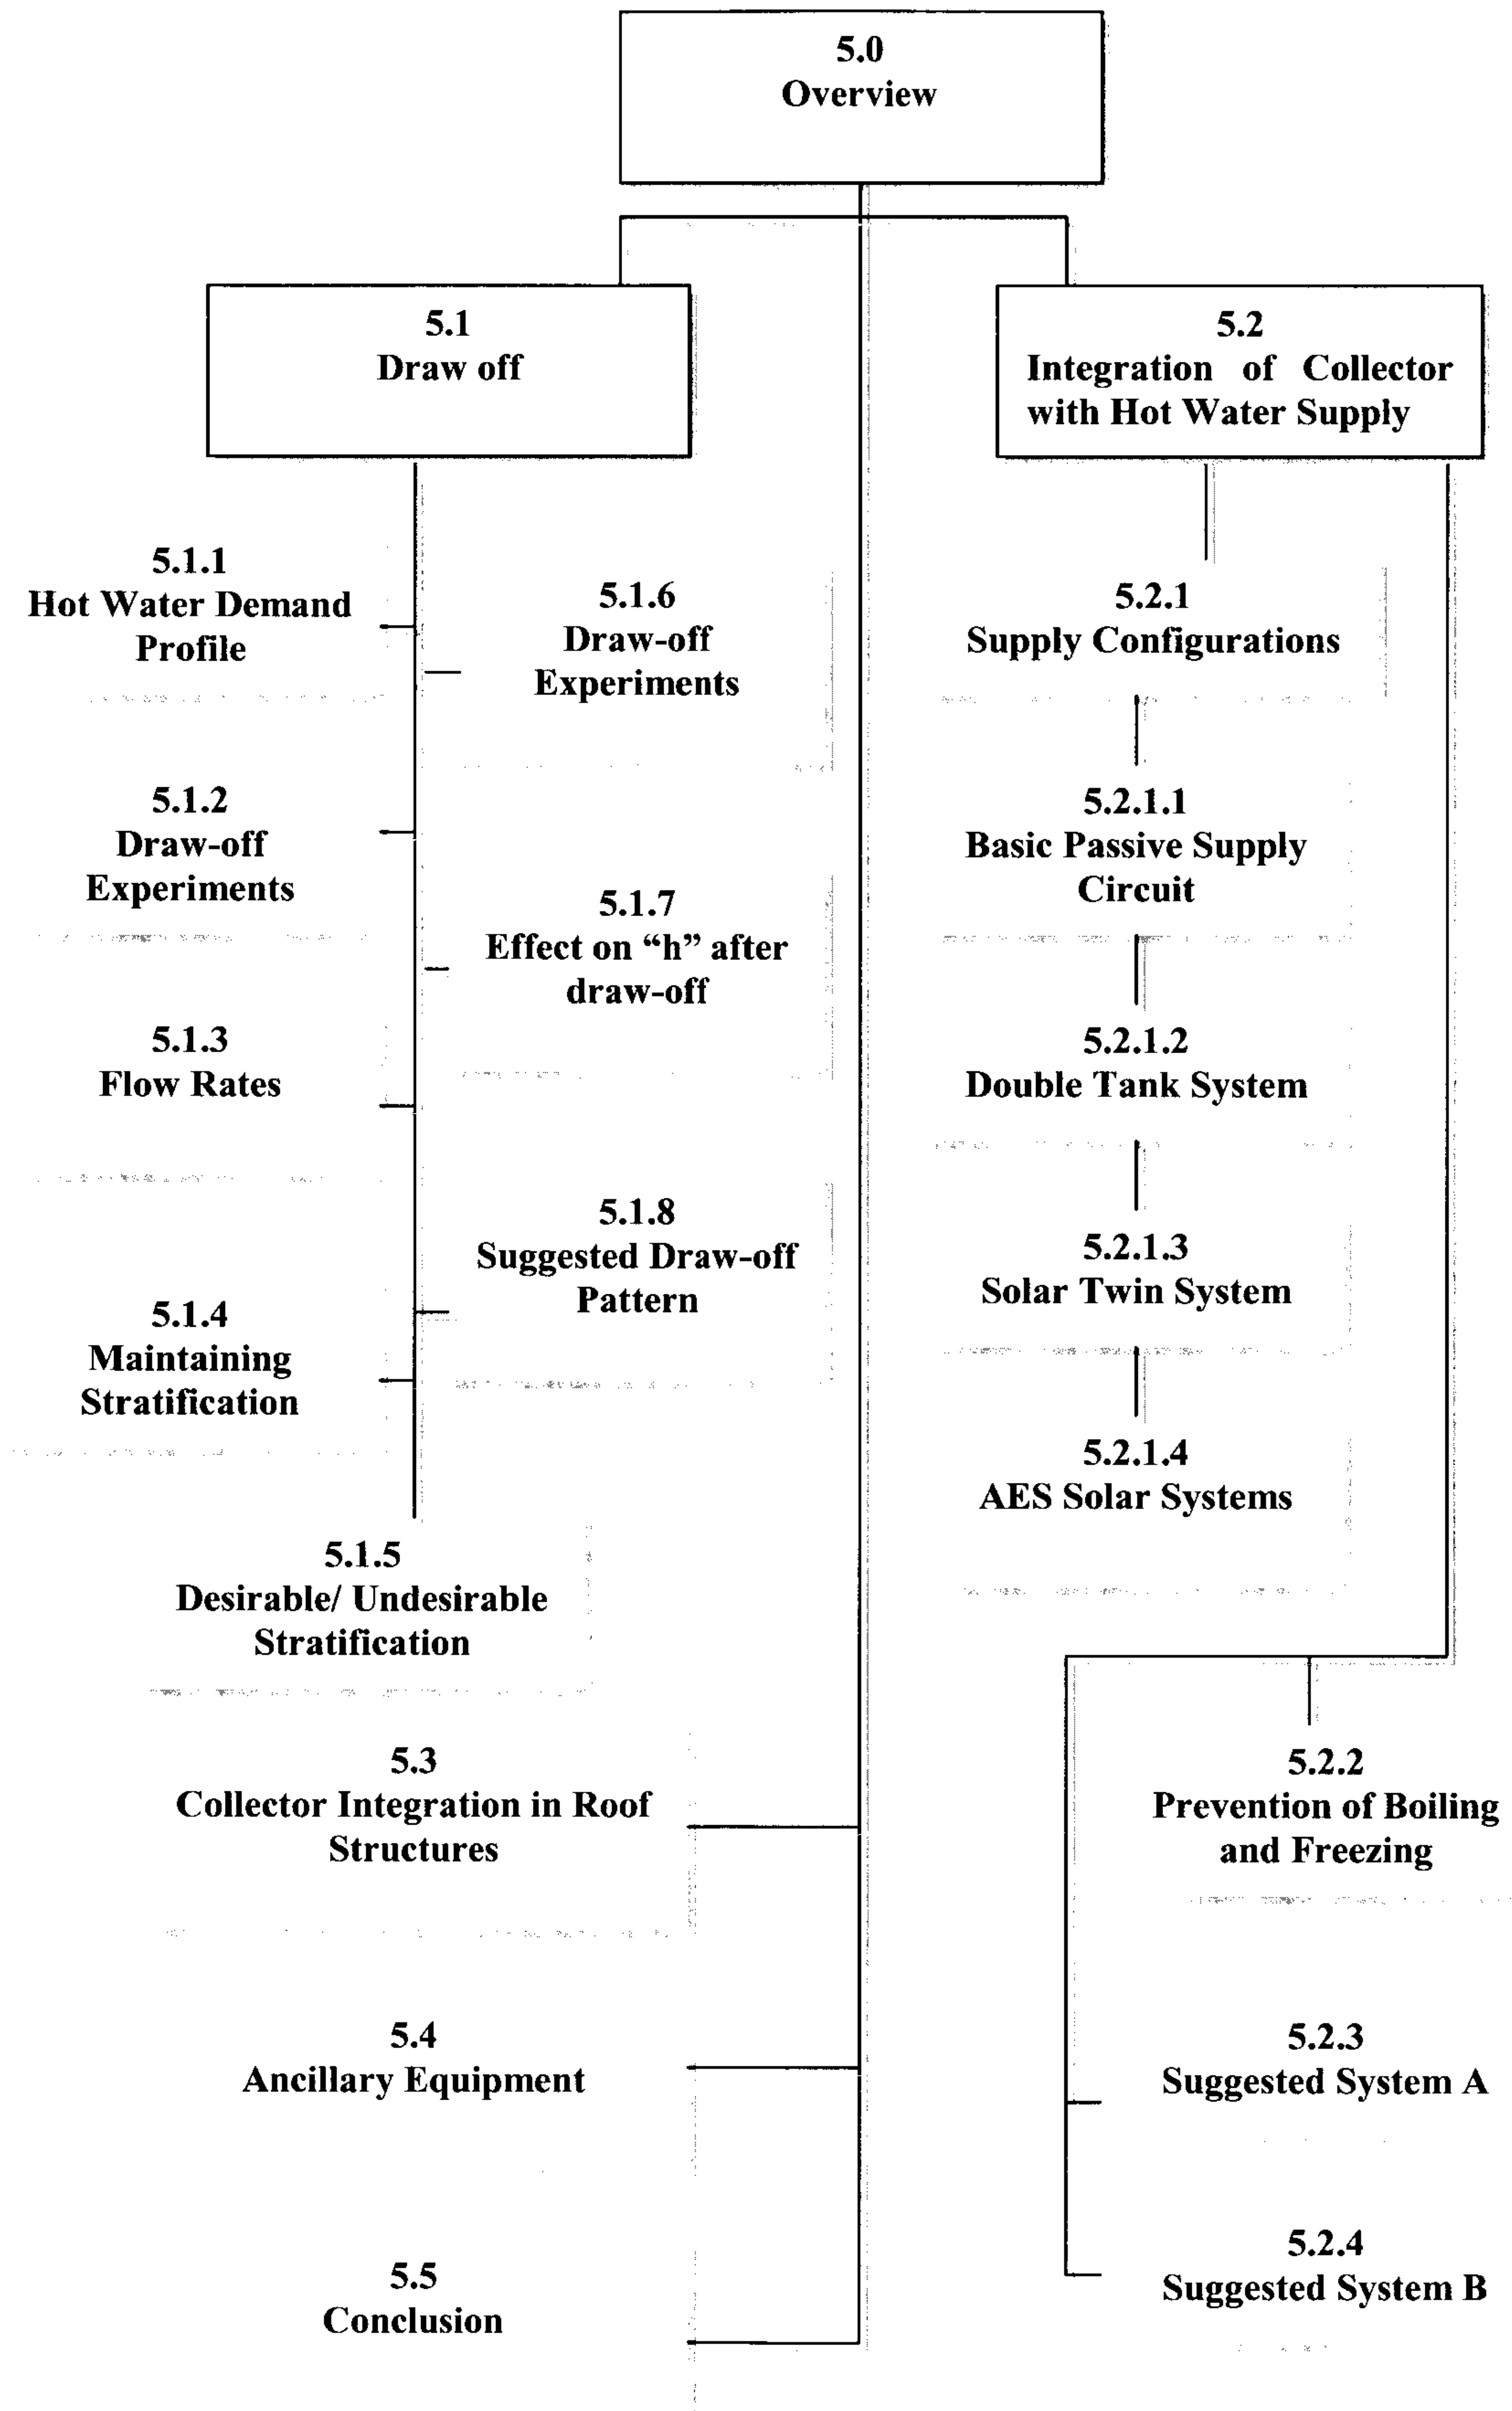 5.0
Overview
5.1
Draw off
5.2
Integration of Collector
with Hot Water Supply
5.1.1
Hot Water Demand
Profile
5.1.2
Draw-off
Experiments
5.1.3
Flow Rates
5.1.4
Maintaining
Stratification
5.1.5
Desirable/ Undesirable
Stratification
5.1.6
Draw-off
Experiments
5.1.7
Effect on “h” after
draw-off
5.1.8
Suggested Draw-off
Pattern
5.2.1
Supply Configurations
5.2.1.1
Basic Passive Supply
Circuit
5.2.1.2
Double Tank System
5.2.1.3
Solar Twin System
5.2.1.4
AES Solar Systems
5.2.2
Prevention of Boiling
and Freezing
5.2.3
Suggested System A
5.2.4
Suggested System B
5.3
Collector Integration in Roof
Structures
5.4
Ancillary Equipment
5.5
Conclusion